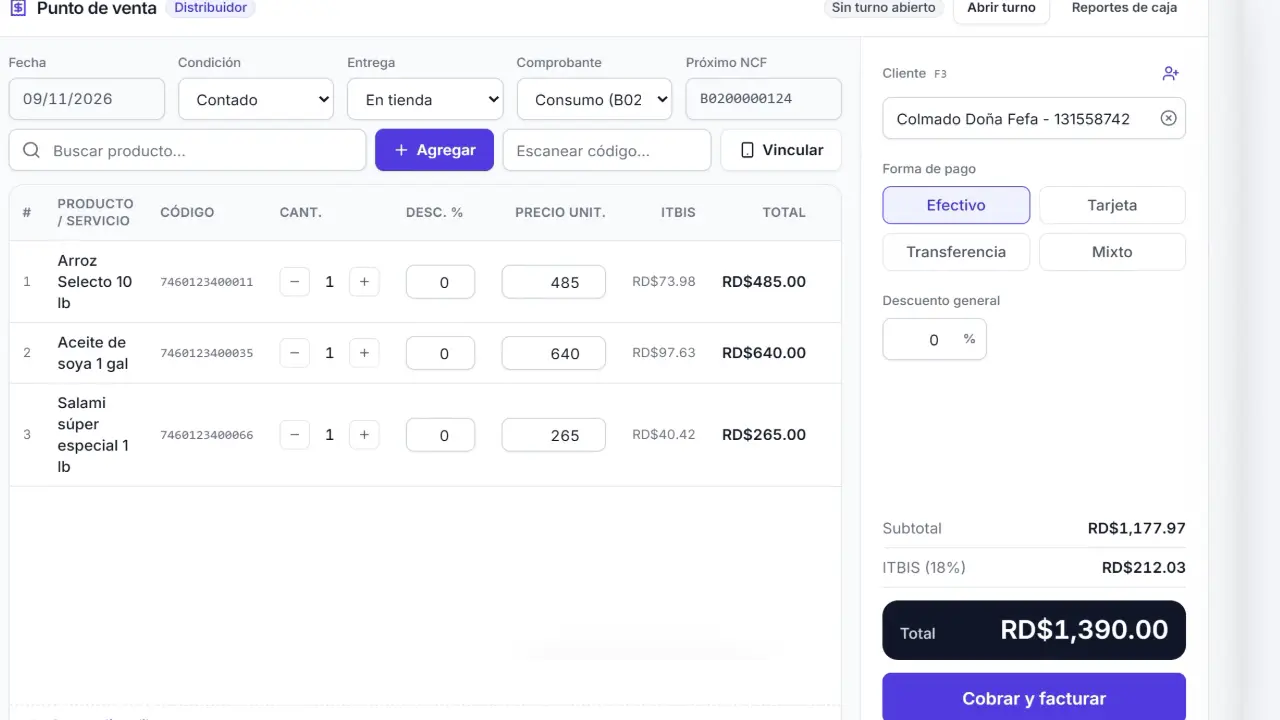 Punto de venta Distribuidor Sin turno abierto Abrir turno Reportes de caja
Fecha Condición Entrega Comprobante Próximo NCF
09/11/2026 Contado En tienda Consumo (B02 B0200000124
Buscar producto... + Agregar Escanear código... Vincular
# PRODUCTO / SERVICIO CÓDIGO CANT. DESC. % PRECIO UNIT. ITBIS TOTAL
1 Arroz Selecto 10 lb 7460123400011 − 1 + 0 485 RD$73.98 RD$485.00
2 Aceite de soya 1 gal 7460123400035 − 1 + 0 640 RD$97.63 RD$640.00
3 Salami súper especial 1 lb 7460123400066 − 1 + 0 265 RD$40.42 RD$265.00
Cliente F3
Colmado Doña Fefa - 131558742
Forma de pago
Efectivo Tarjeta
Transferencia Mixto
Descuento general
0 %
Subtotal RD$1,177.97
ITBIS (18%) RD$212.03
Total RD$1,390.00
Cobrar y facturar